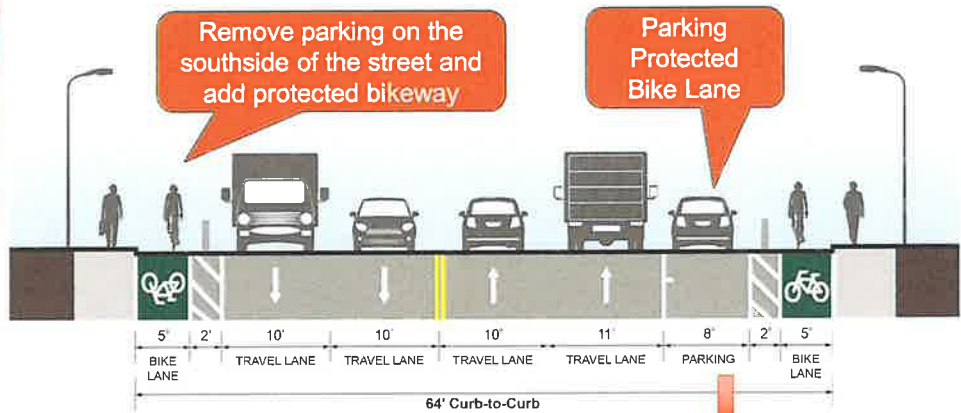 Remove parking on the
southside of the street and
add protected bikeway
Parking
Protected
Bike Lane
5' 2' 10' 10' 10' 11' 8' 2' 5'
BIKE LANE TRAVEL LANE TRAVEL LANE TRAVEL LANE TRAVEL LANE PARKING BIKE LANE
64' Curb-to-Curb